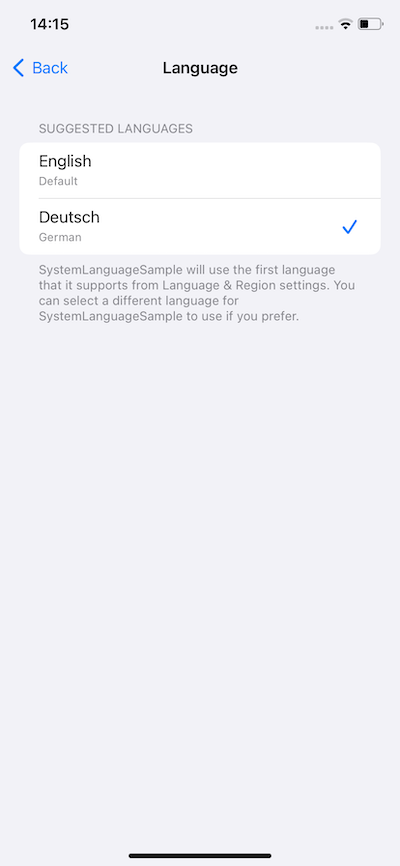 14:15
Back
Language
SUGGESTED LANGUAGES
English
Default
Deutsch
German
SystemLanguageSample will use the first language
that it supports from Language & Region settings. You
can select a different language for
SystemLanguageSample to use if you prefer.